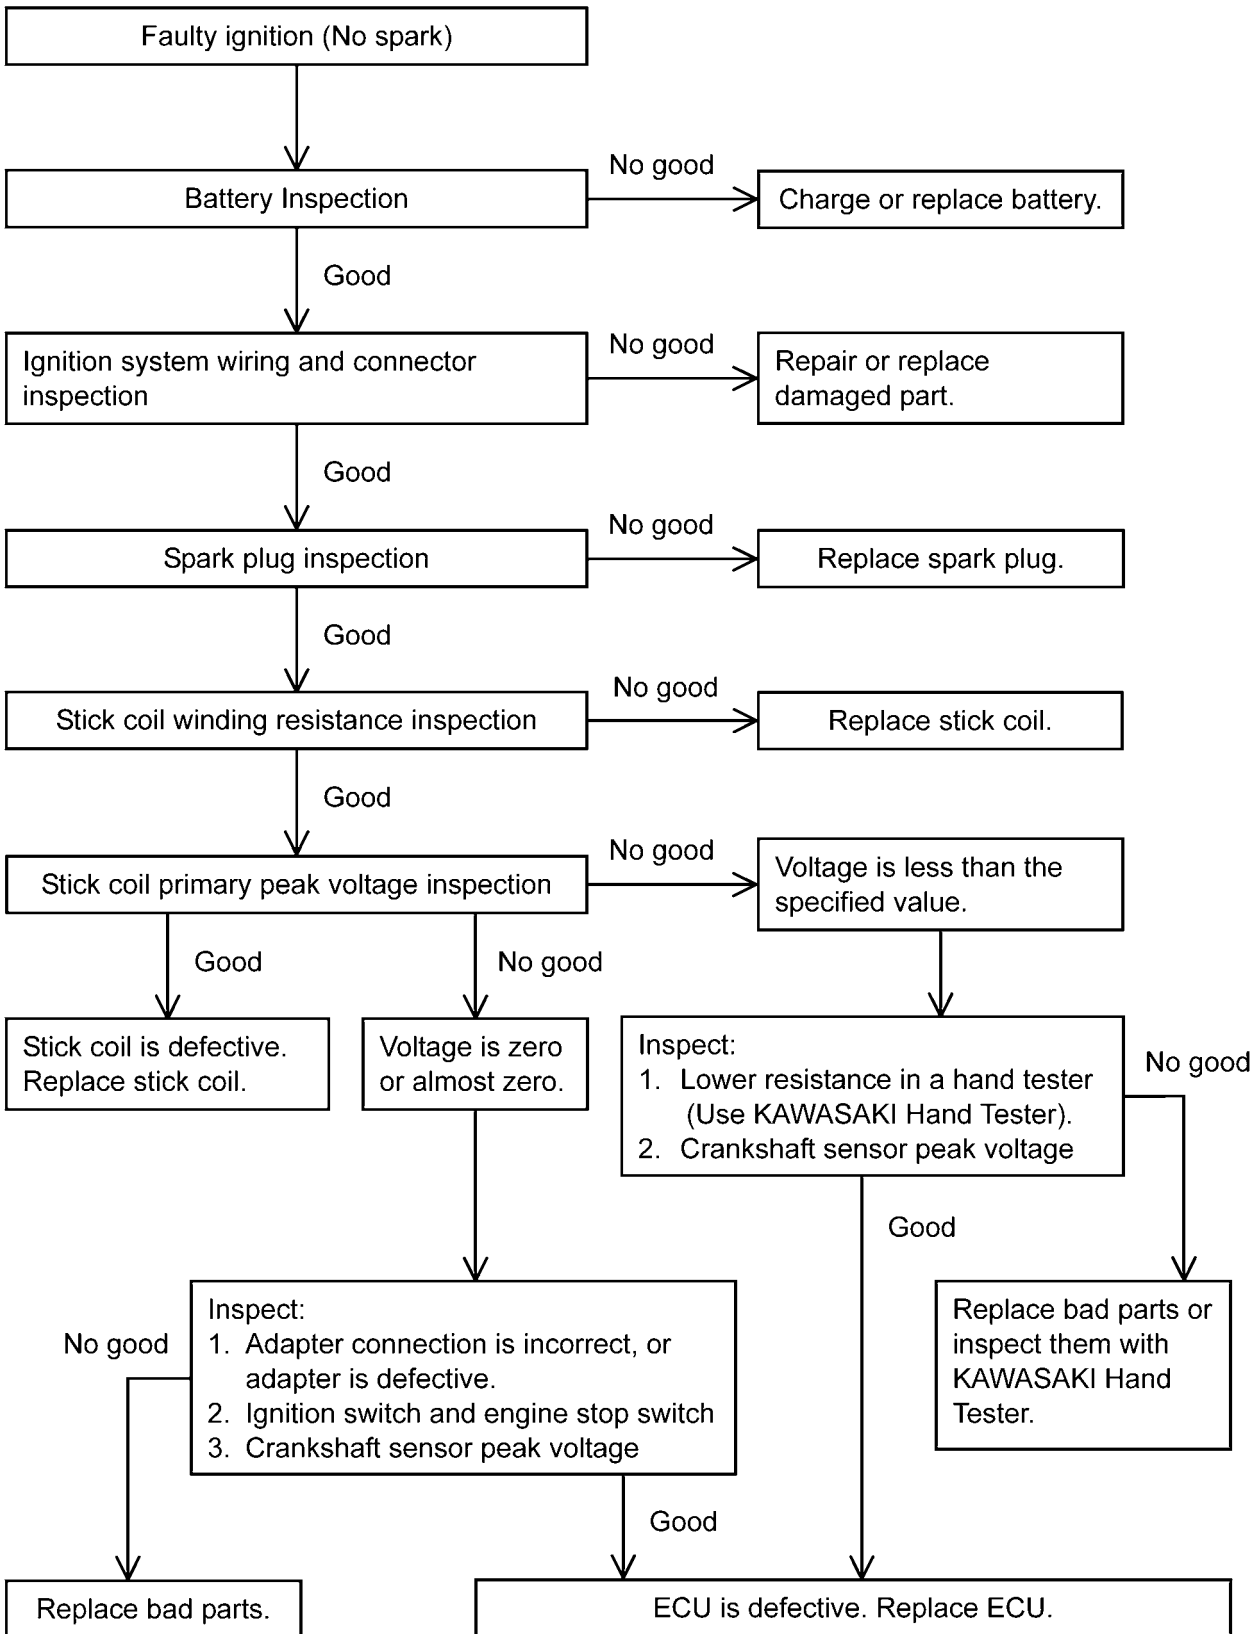 Faulty ignition (No spark)
No good
Battery Inspection
Charge or replace battery.
Good
No good
Ignition system wiring and connector
inspection
Repair or replace
damaged part.
Good
No good
Spark plug inspection
Replace spark plug.
Good
No good
Stick coil winding resistance inspection
Replace stick coil.
Good
No good
Stick coil primary peak voltage inspection
Voltage is less than the
specified value.
Good
No good
Stick coil is defective.
Replace stick coil.
Voltage is zero
or almost zero.
Inspect:
1. Lower resistance in a hand tester
(Use KAWASAKI Hand Tester).
2. Crankshaft sensor peak voltage
No good
Good
No good
Inspect:
1. Adapter connection is incorrect, or
adapter is defective.
2. Ignition switch and engine stop switch
3. Crankshaft sensor peak voltage
Replace bad parts or
inspect them with
KAWASAKI Hand
Tester.
Good
Replace bad parts.
ECU is defective. Replace ECU.